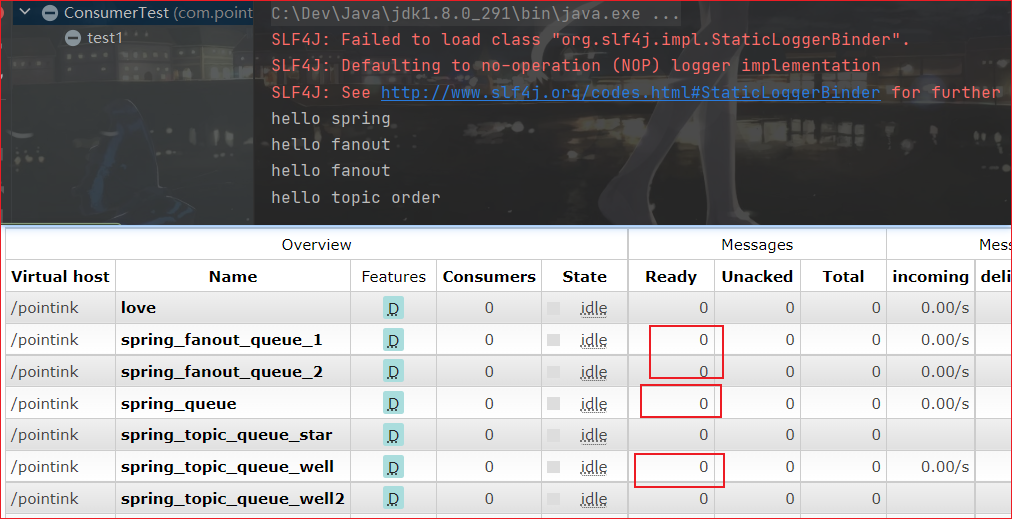 ConsumerTest (com.point
test1
C:\Dev\Java\jdk1.8.0_291\bin\java.exe ...
SLF4J: Failed to load class "org.slf4j.impl.StaticLoggerBinder".
SLF4J: Defaulting to no-operation (NOP) logger implementation
SLF4J: See http://www.slf4j.org/codes.html#StaticLoggerBinder for further
hello spring
hello fanout
hello fanout
hello topic order
Overview Messages Mess
Virtual host Name Features Consumers State Ready Unacked Total incoming deli
/pointink love D 0 idle 0 0 0 0.00/s
/pointink spring_fanout_queue_1 D 0 idle 0 0 0 0.00/s
/pointink spring_fanout_queue_2 D 0 idle 0 0 0 0.00/s
/pointink spring_queue D 0 idle 0 0 0 0.00/s
/pointink spring_topic_queue_star D 0 idle 0 0 0
/pointink spring_topic_queue_well D 0 idle 0 0 0 0.00/s
/pointink spring_topic_queue_well2 D 0 idle 0 0 0